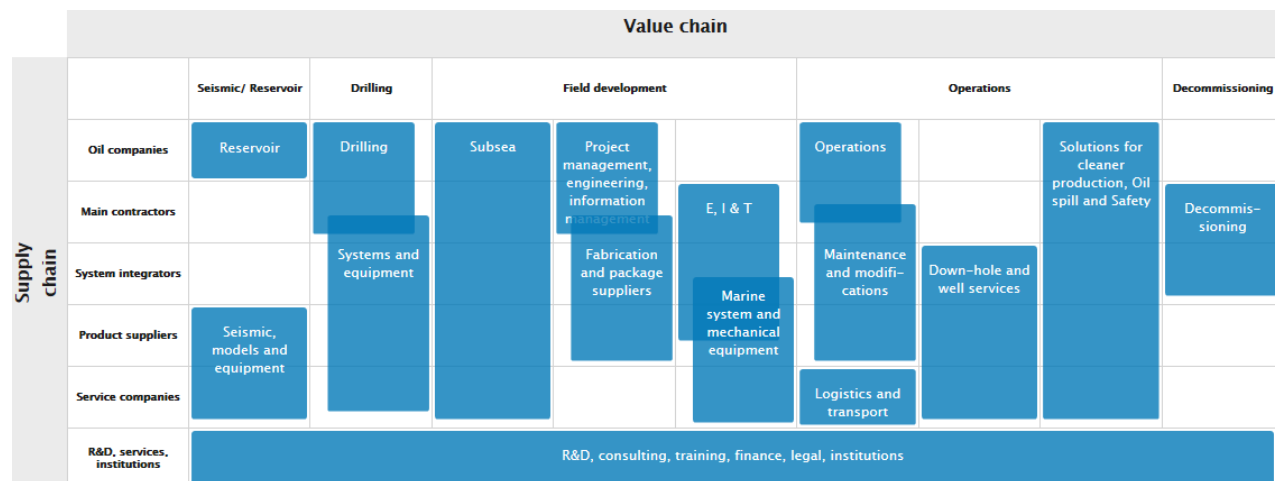 Value chain
Supply
chain
Seismic/ Reservoir
Drilling
Field development
Operations
Decommissioning
Oil companies
Main contractors
System integrators
Product suppliers
Service companies
R&D, services,
institutions
Reservoir
Seismic,
models and
equipment
Drilling
Systems and
equipment
Subsea
Project
management,
engineering,
information
management
Fabrication
and package
suppliers
E, I & T
Marine
system and
mechanical
equipment
Operations
Maintenance
and modifi-
cations
Logistics and
transport
Down-hole and
well services
Solutions for
cleaner
production, Oil
spill and Safety
Decommis-
sioning
R&D, consulting, training, finance, legal, institutions